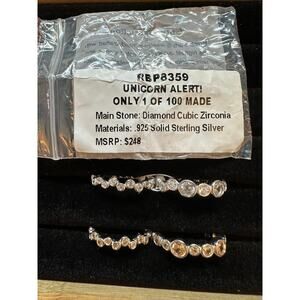 RBP8359
UNICORN ALERT!
ONLY 1 OF 100 MADE
Main Stone: Diamond Cubic Zirconia
Materials: .925 Solid Sterling Silver
MSRP: $248